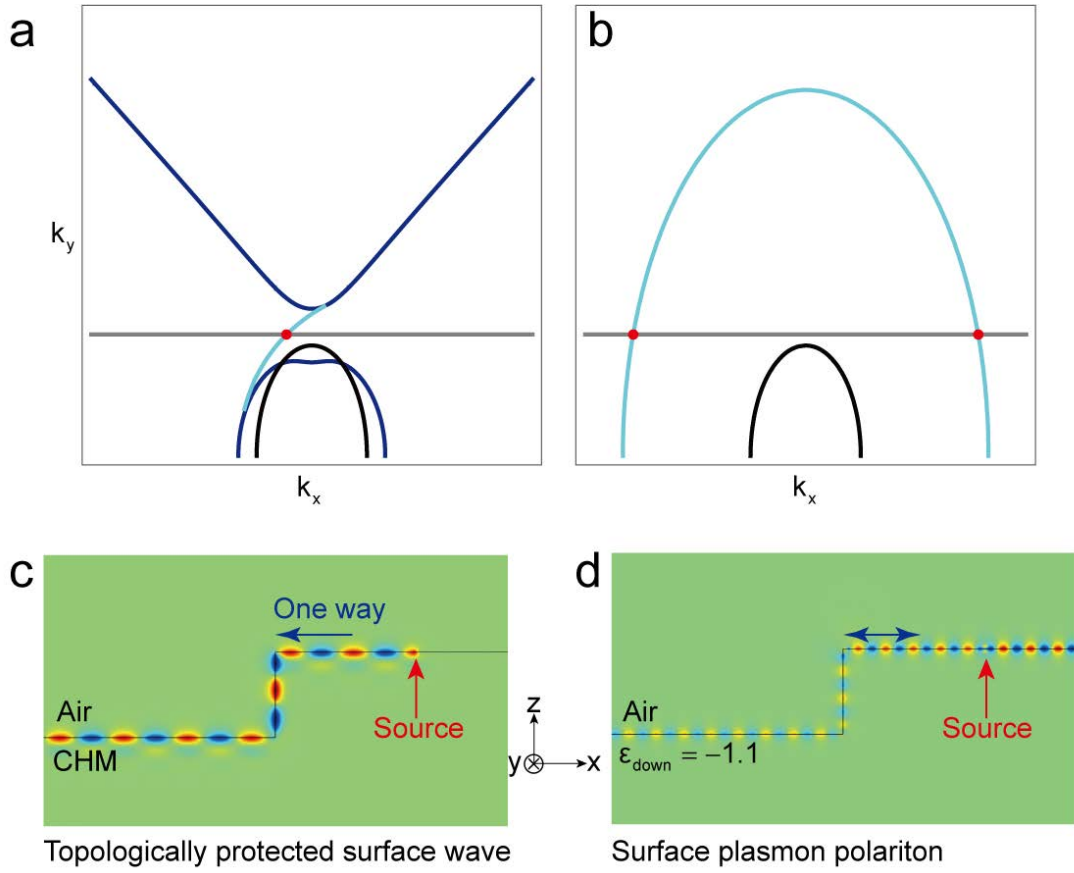 a
b
k_y
k_x
k_x
c
d
One way
Air
Air
Source
Source
CHM
ε_down = −1.1
z
y
x
Topologically protected surface wave
Surface plasmon polariton